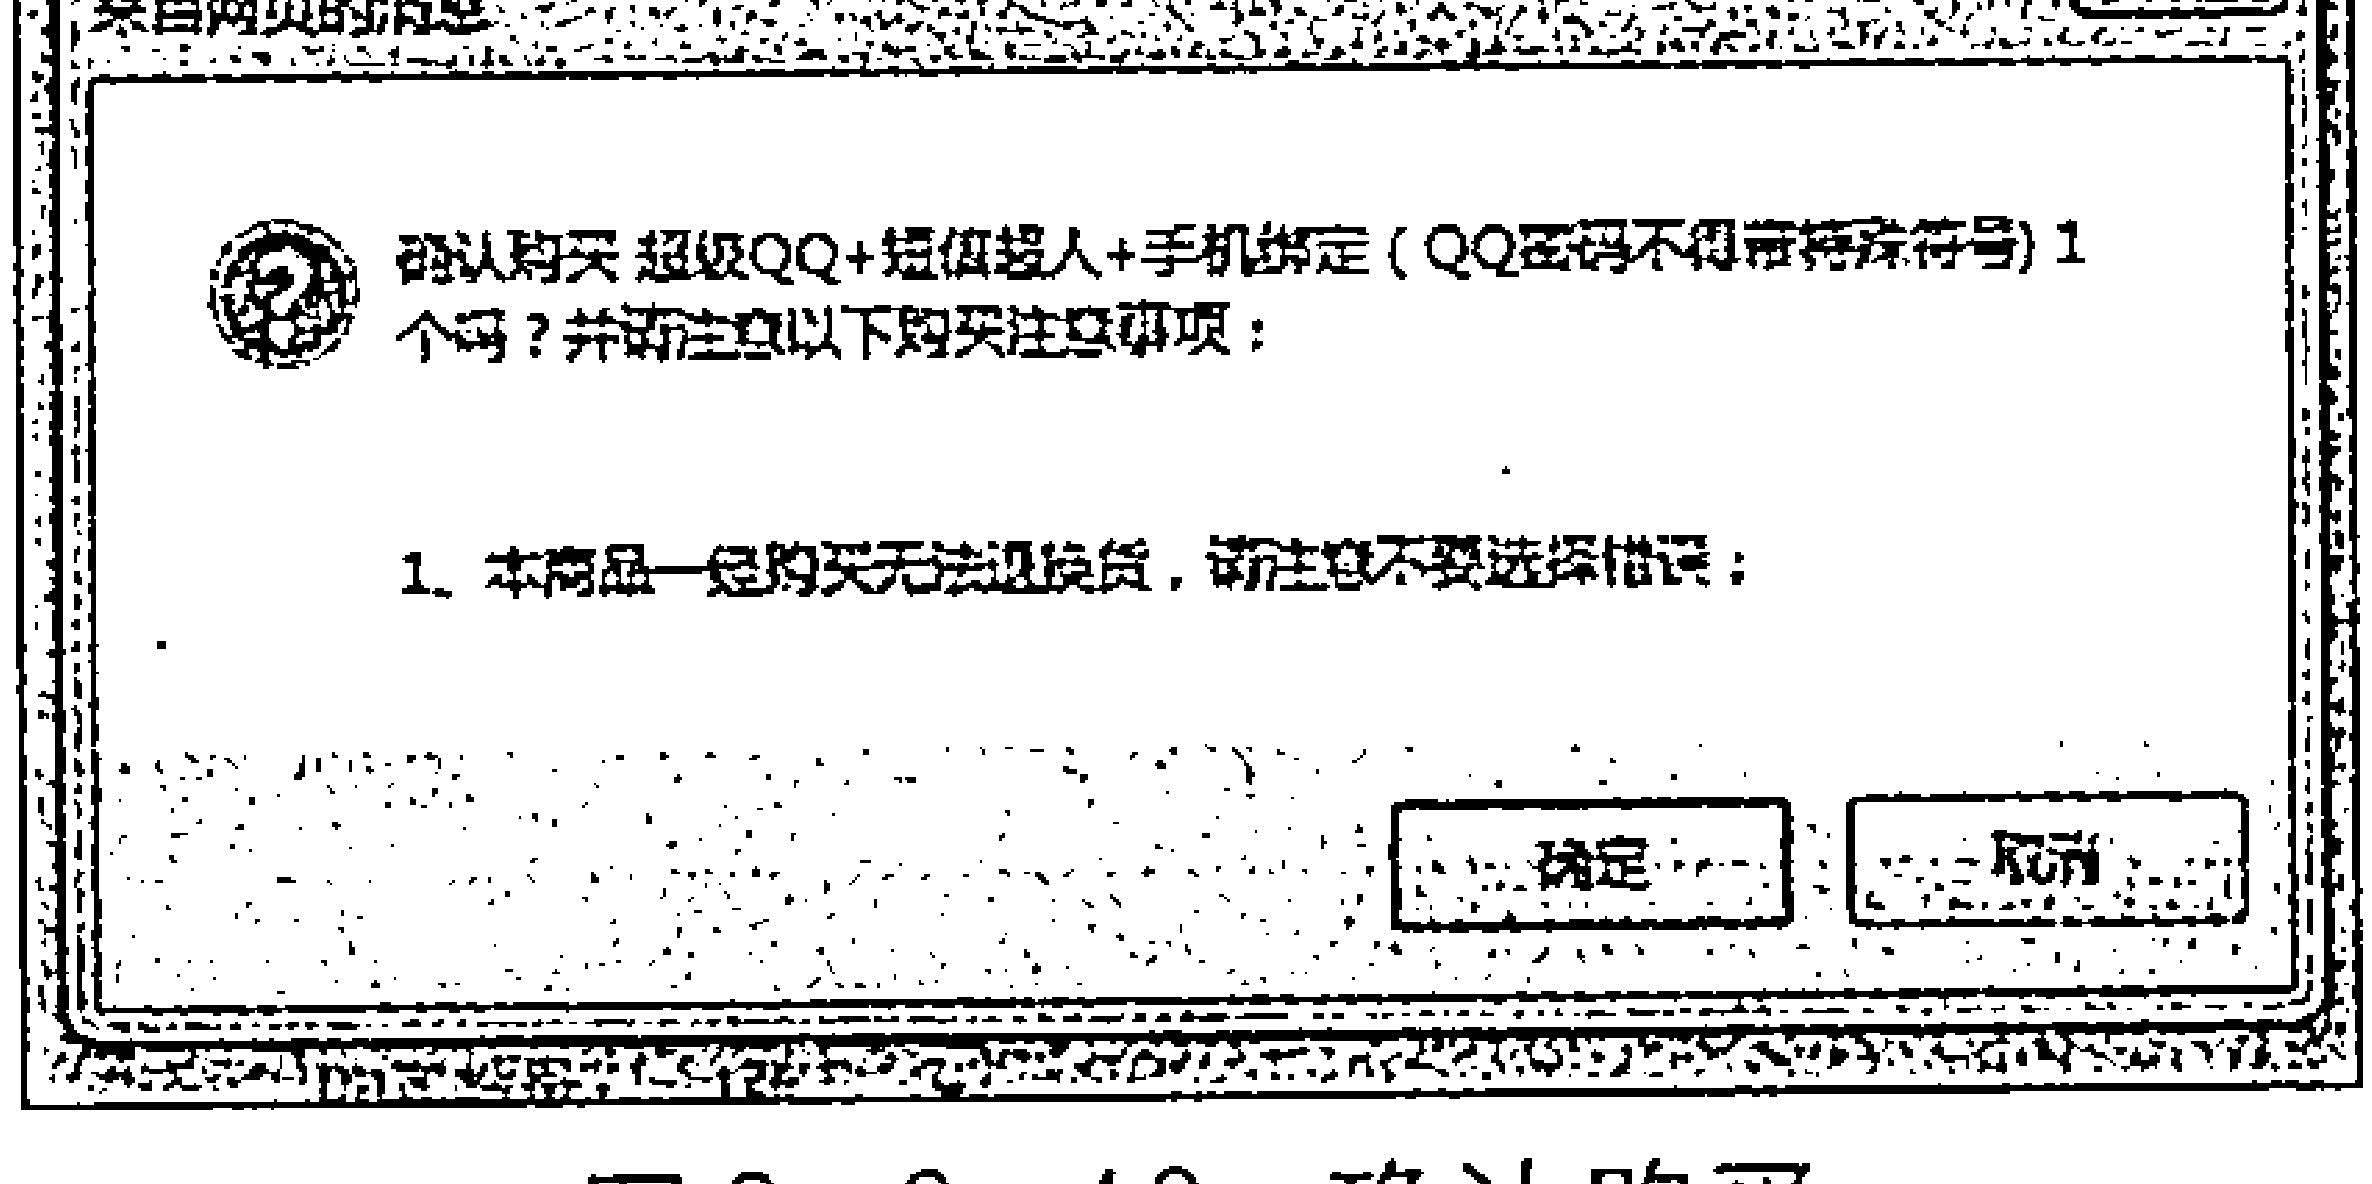 来自网页的消息
确认购买 超级QQ+短信超人+手机绑定(QQ密码不得带特殊符号)1
个吗?并请注意以下购买注意事项:
1、本商品一经购买无法退换货,请注意不要选择错误;
确定
取消